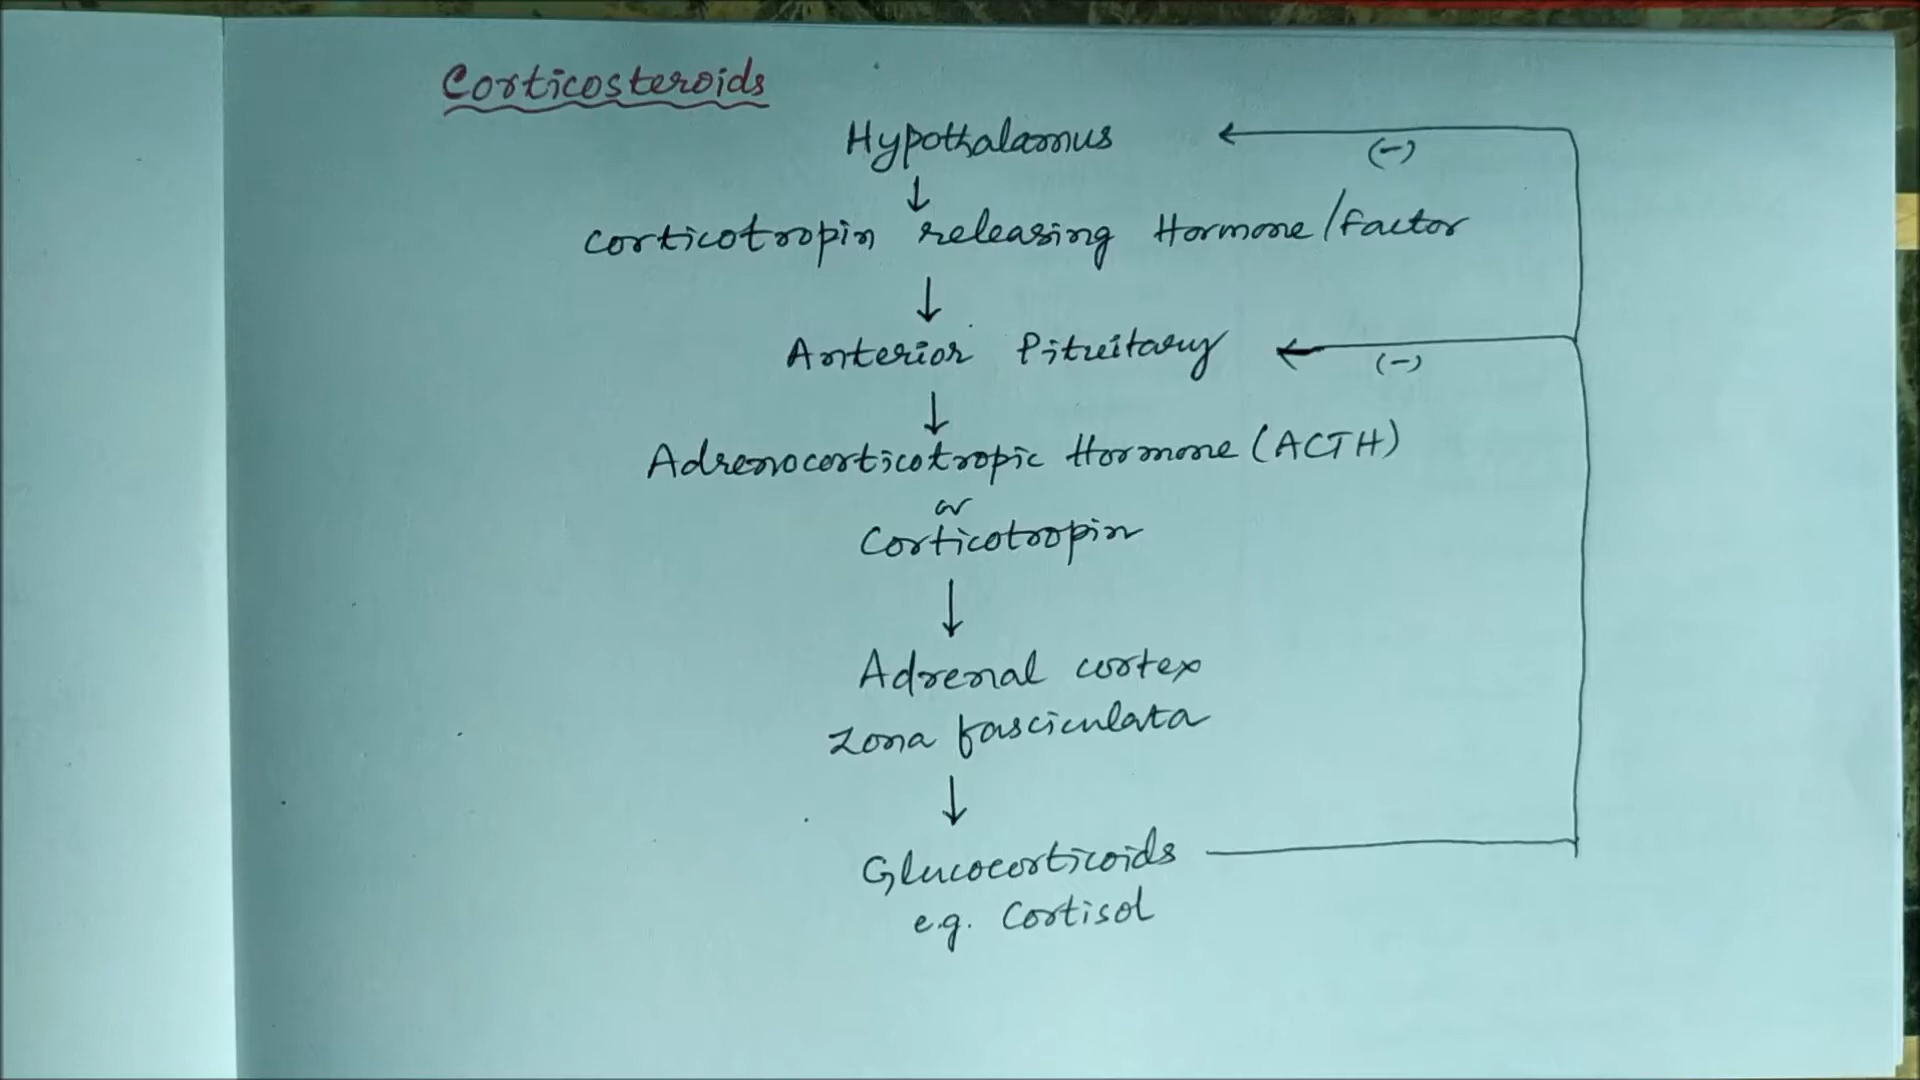 Corticosteroids
Hypothalamus
(-)
↓
corticotropin releasing Hormone/Factor
↓
Anterior Pituitary
(-)
↓
Adrenocorticotropic Hormone (ACTH)
or
Corticotropin
↓
Adrenal cortex
Zona fasciculata
↓
Glucocorticoids
e.g. Cortisol